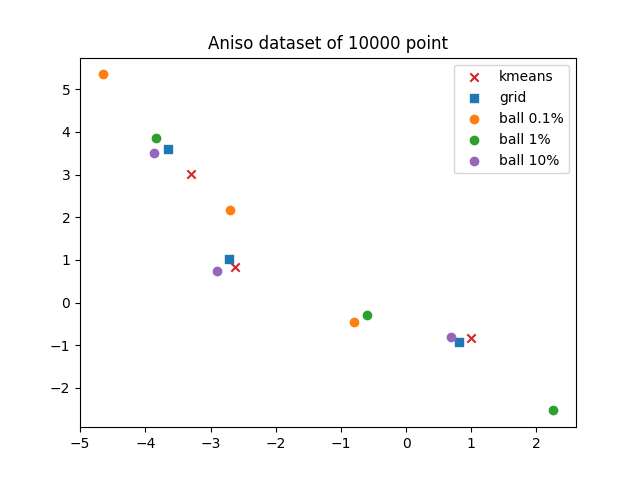 Aniso dataset of 10000 point
kmeans
grid
ball 0.1%
ball 1%
ball 10%
5
4
3
2
1
0
−1
−2
−5 −4 −3 −2 −1 0 1 2